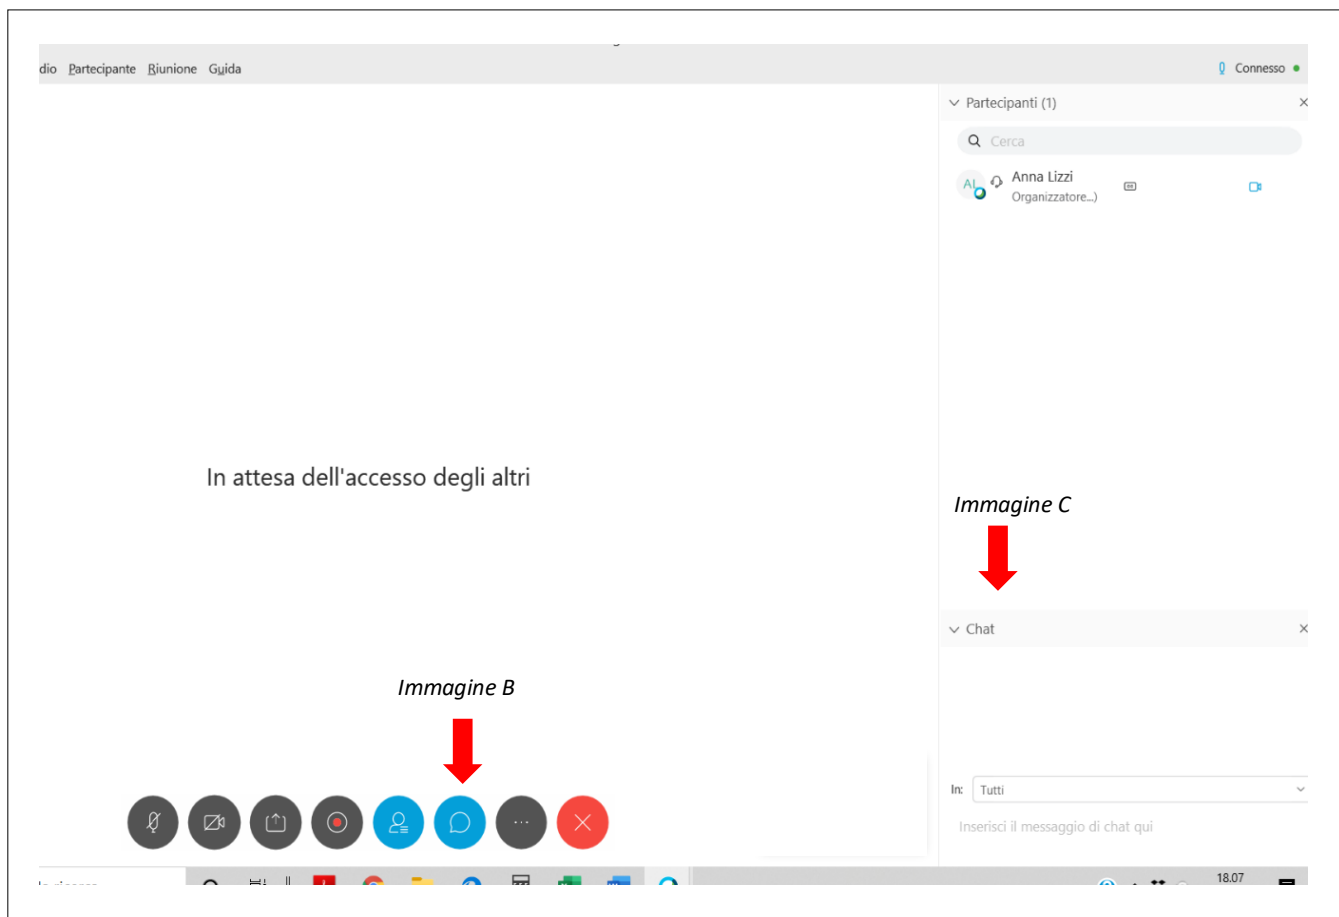 dio Partecipante Riunione Guida
Connesso
Partecipanti (1)
Cerca
AL
Anna Lizzi
Organizzatore...)
In attesa dell'accesso degli altri
Immagine C
Chat
Immagine B
In: Tutti
Inserisci il messaggio di chat qui
18.07